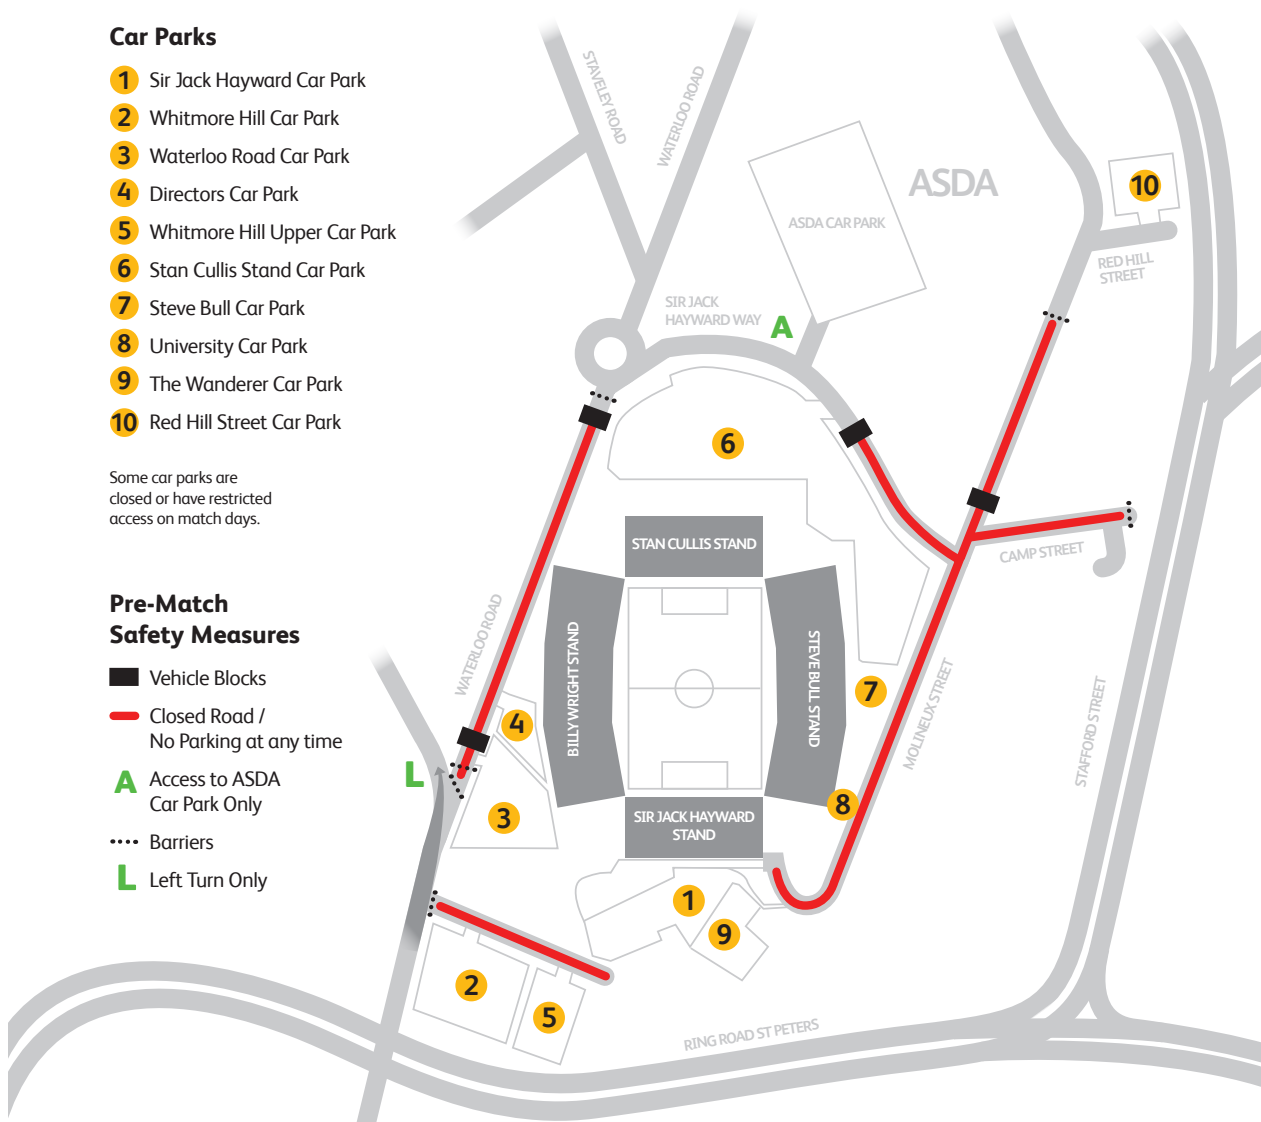 Car Parks
1 Sir Jack Hayward Car Park
2 Whitmore Hill Car Park
3 Waterloo Road Car Park
4 Directors Car Park
5 Whitmore Hill Upper Car Park
6 Stan Cullis Stand Car Park
7 Steve Bull Car Park
8 University Car Park
9 The Wanderer Car Park
10 Red Hill Street Car Park
Some car parks are
closed or have restricted
access on match days.
Pre-Match
Safety Measures
Vehicle Blocks
Closed Road /
No Parking at any time
A Access to ASDA
Car Park Only
Barriers
L Left Turn Only
STAVELEY ROAD
WATERLOO ROAD
ASDA
ASDA CAR PARK
10
RED HILL
STREET
SIR JACK
HAYWARD WAY
A
6
STAN CULLIS STAND
CAMP STREET
WATERLOO ROAD
BILLY WRIGHT STAND
STEVE BULL STAND
7
MOLINEUX STREET
STAFFORD STREET
4
L
3
8
SIR JACK HAYWARD
STAND
1
9
2
5
RING ROAD ST PETERS